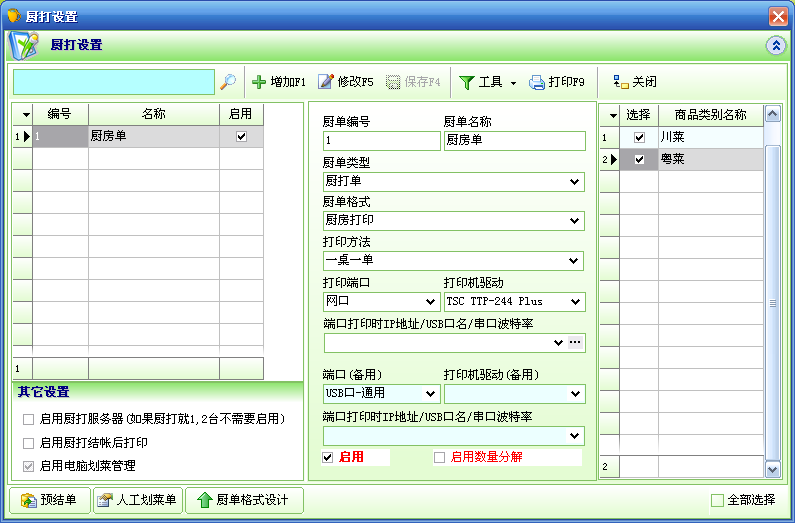 厨打设置
厨打设置
增加F1 修改F5 保存F4 工具 打印F9 关闭
编号 名称 启用
1 1 厨房单
1
其它设置
启用厨打服务器(如果厨打就1,2台不需要启用)
启用厨打结帐后打印
启用电脑划菜管理
厨单编号 厨单名称
1 厨房单
厨单类型
厨打单
厨单格式
厨房打印
打印方法
一桌一单
打印端口 打印机驱动
网口 TSC TTP-244 Plus
端口打印时IP地址/USB口名/串口波特率
端口(备用) 打印机驱动(备用)
USB口-通用
端口打印时IP地址/USB口名/串口波特率
启用 启用数量分解
选择 商品类别名称
1 川菜
2 粤菜
2
预结单 人工划菜单 厨单格式设计 全部选择